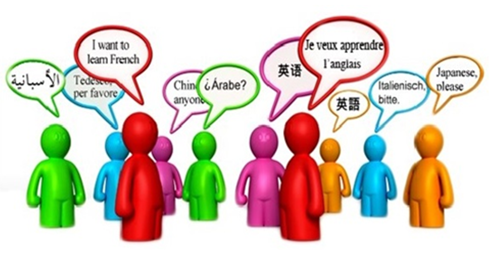 الأسبانية
Tedesco,
per favore
I want to
learn French
anyone
¿Árabe?
英语
Je veux apprendre
l'anglais
英語
Italienisch,
bitte.
Japanese,
please